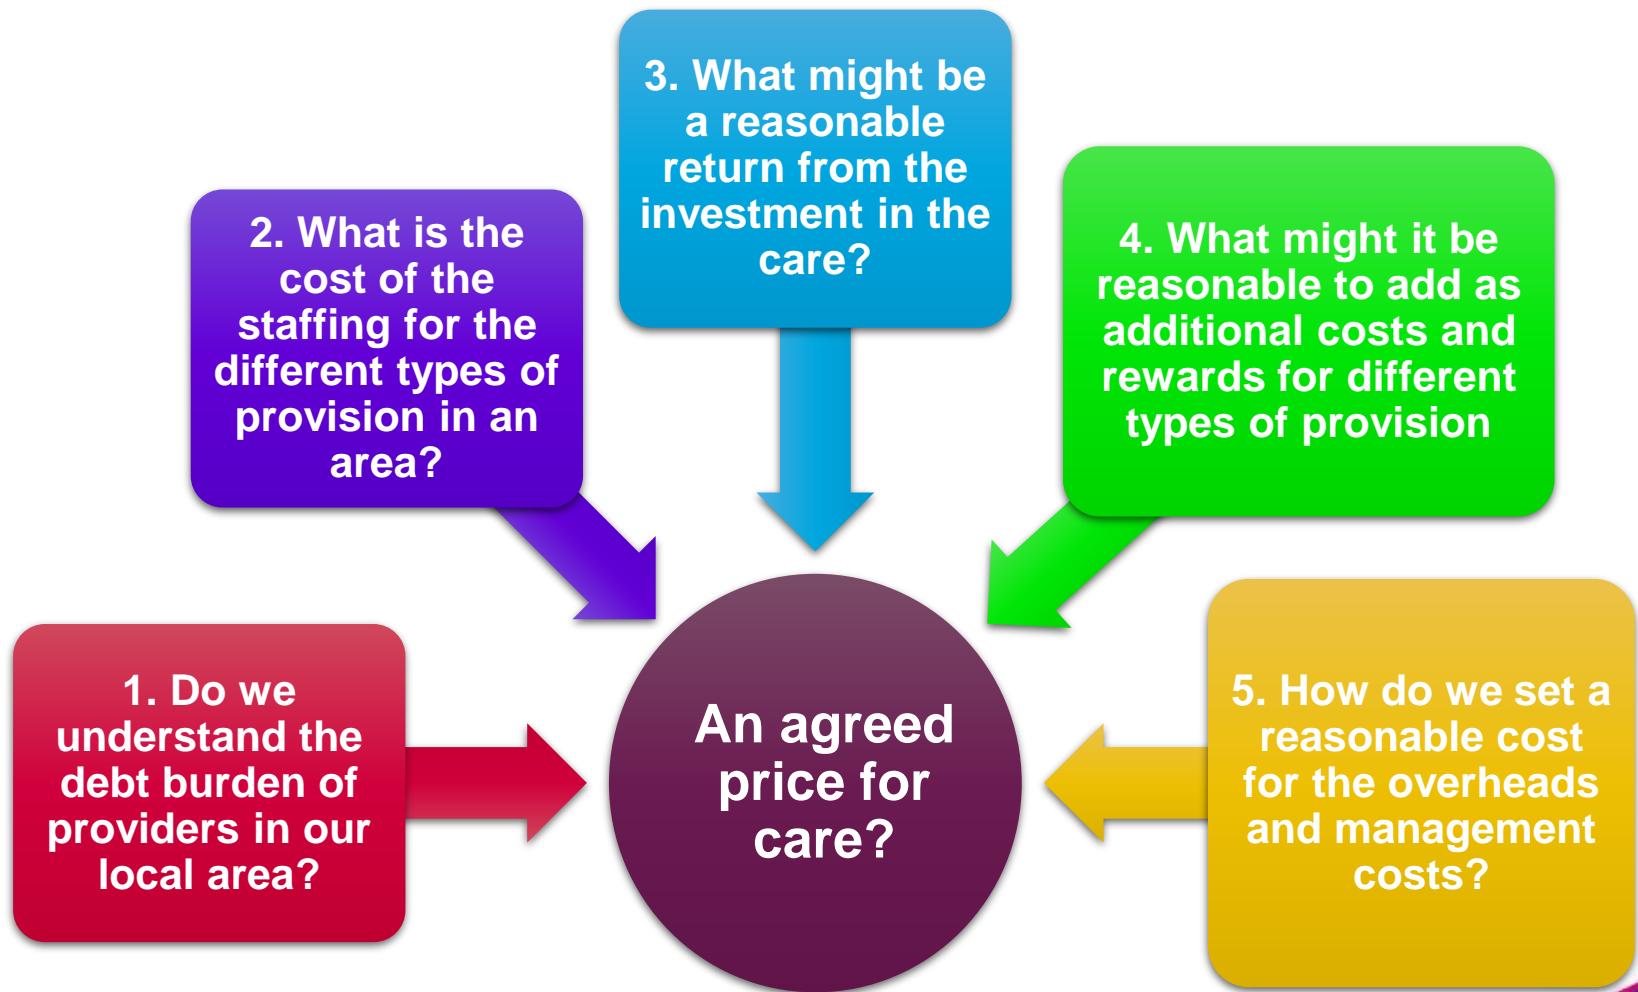 1. Do we
understand the
debt burden of
providers in our
local area?
2. What is the
cost of the
staffing for the
different types of
provision in an
area?
3. What might be
a reasonable
return from the
investment in the
care?
4. What might it be
reasonable to add as
additional costs and
rewards for different
types of provision
5. How do we set a
reasonable cost
for the overheads
and management
costs?
An agreed
price for
care?